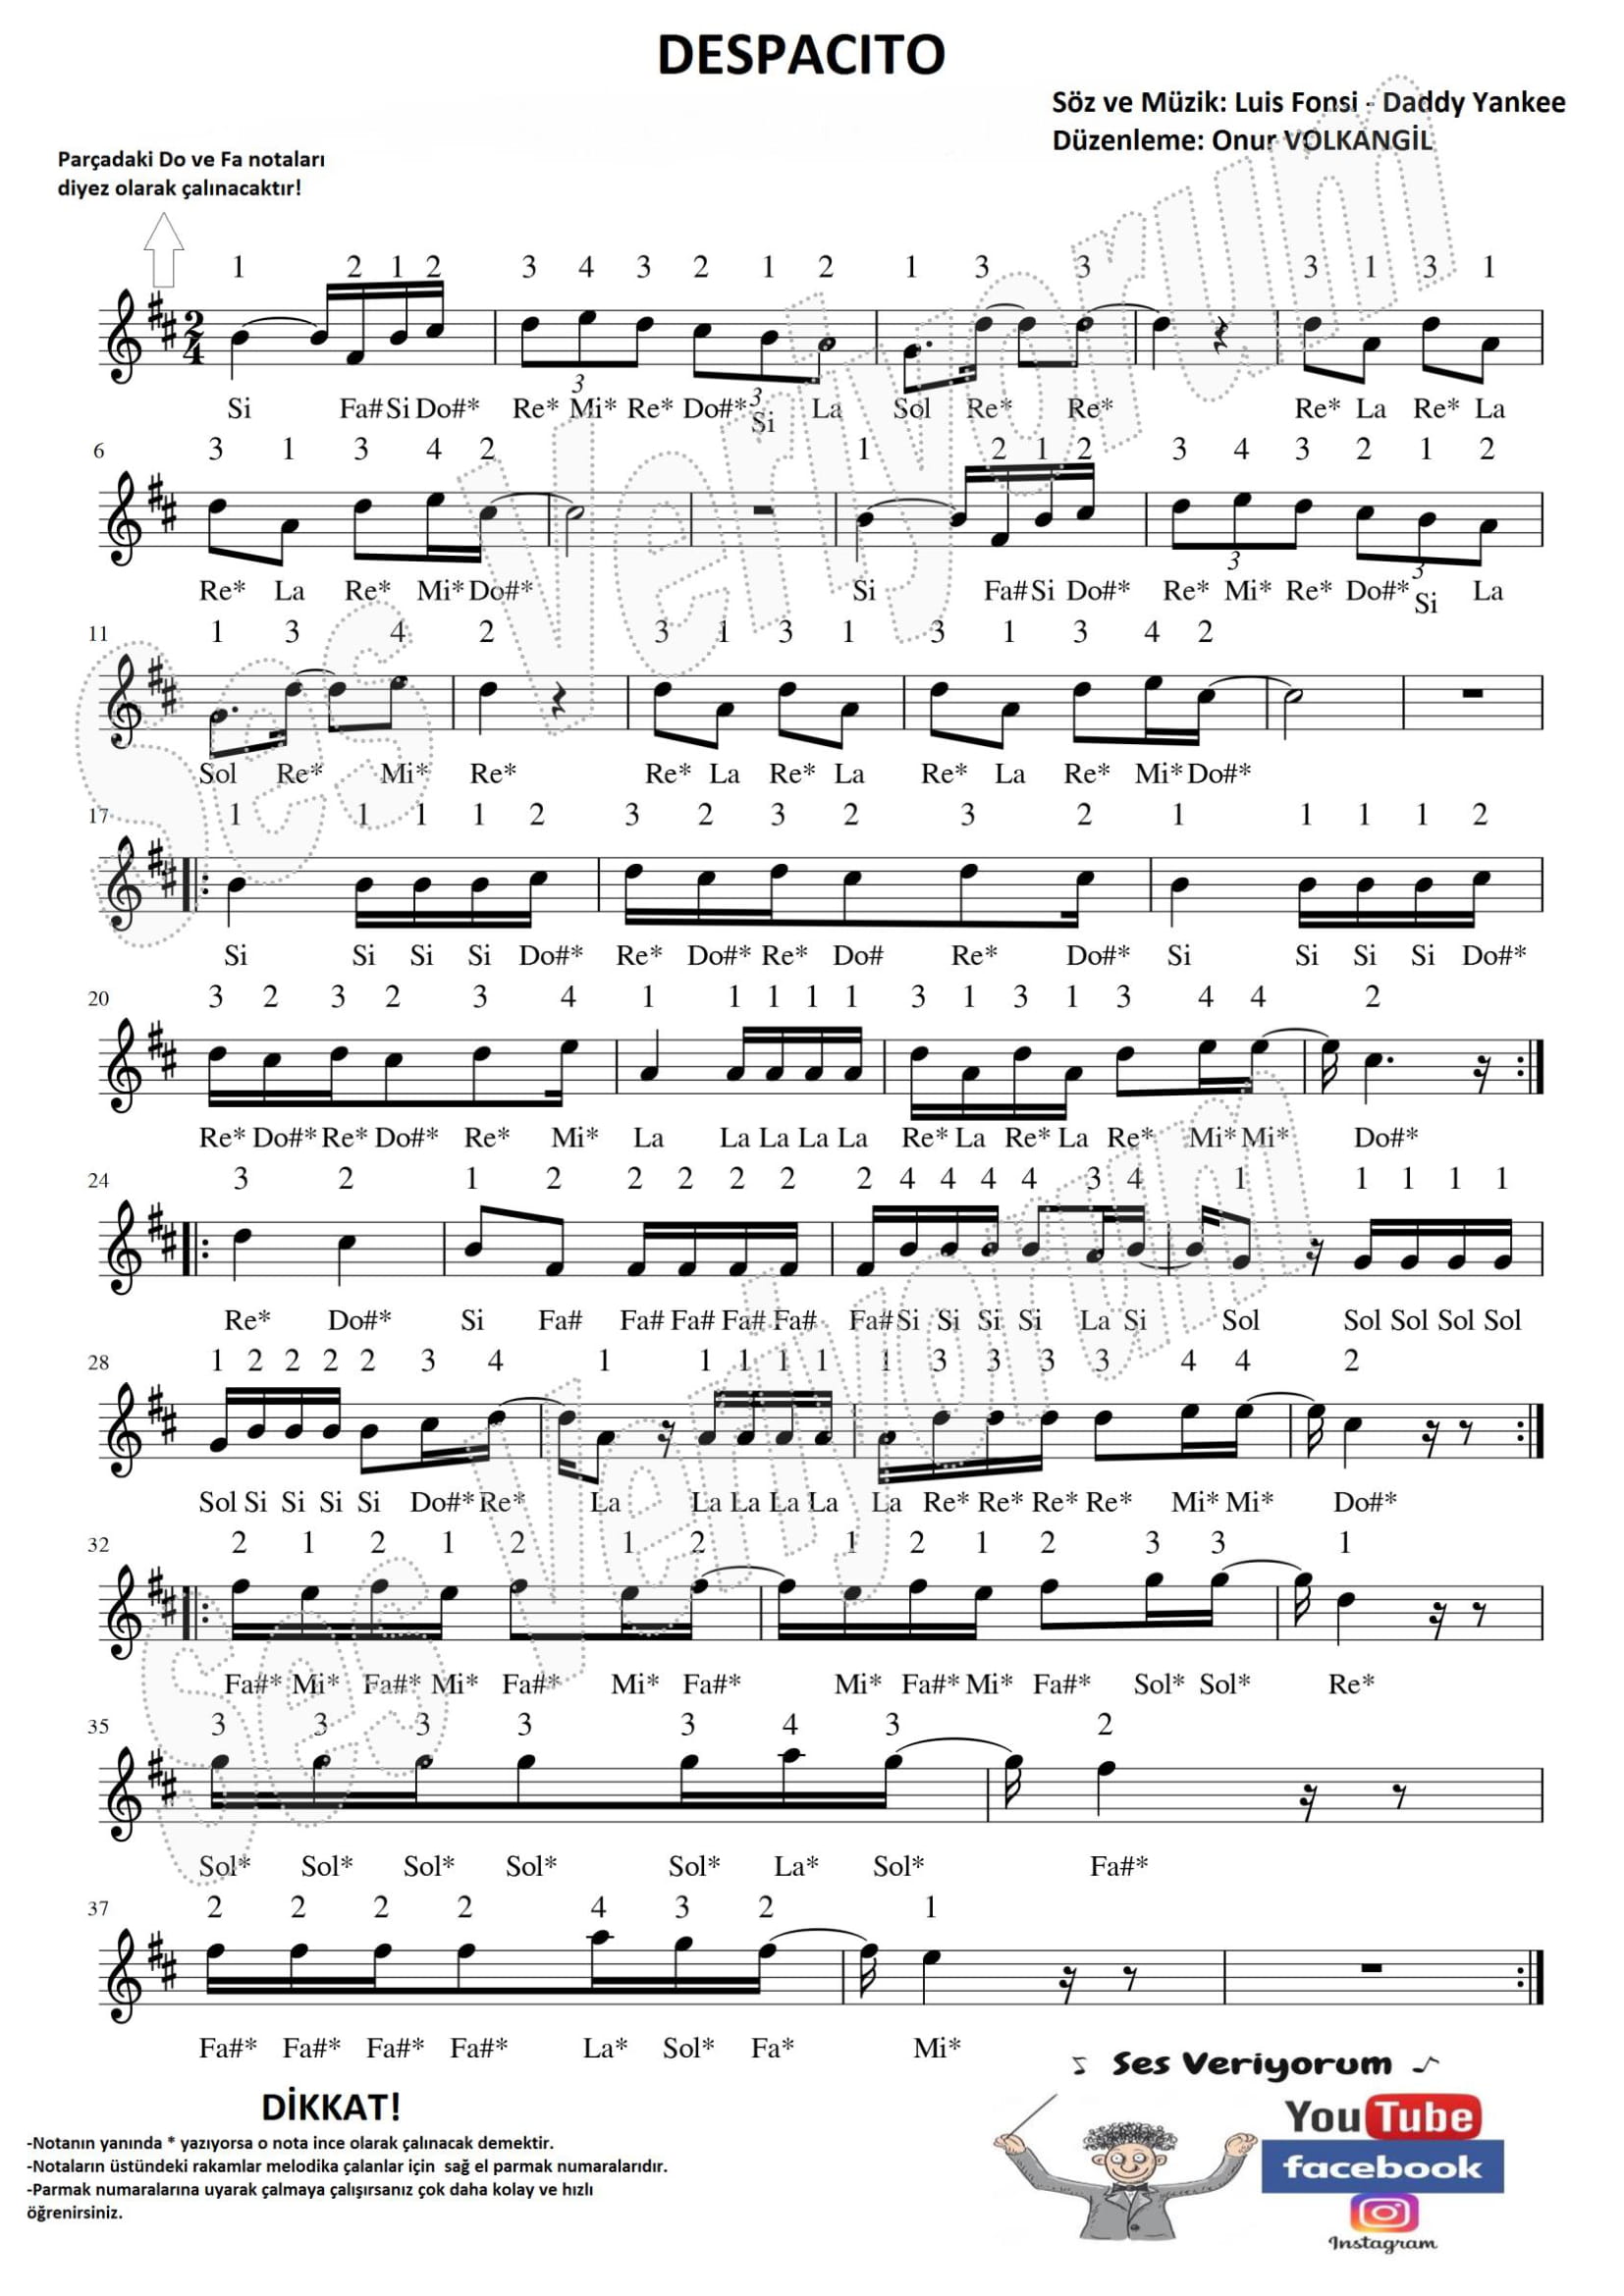 DESPACITO
Söz ve Müzik: Luis Fonsi - Daddy Yankee
Düzenleme: Onur VOLKANGİL
Parçadaki Do ve Fa notaları
diyez olarak çalınacaktır!
1 2 1 2 3 4 3 2 1 2 1 3 3 3 1 3 1
2
4
3 3
Si Fa# Si Do#* Re* Mi* Re* Do#* Si La Sol Re* Re* Re* La Re* La
6 3 1 3 4 2 1 2 1 2 3 4 3 2 1 2
3 3
Re* La Re* Mi* Do#* Si Fa# Si Do#* Re* Mi* Re* Do#* Si La
11 1 3 4 2 3 1 3 1 3 1 3 4 2
Sol Re* Mi* Re* Re* La Re* La Re* La Re* Mi* Do#*
17 1 1 1 1 2 3 2 3 2 3 2 1 1 1 1 2
Si Si Si Si Do#* Re* Do#* Re* Do# Re* Do#* Si Si Si Si Do#*
20 3 2 3 2 3 4 1 1 1 1 1 3 1 3 1 3 4 4 2
Re* Do#* Re* Do#* Re* Mi* La La La La La Re* La Re* La Re* Mi* Mi* Do#*
24 3 2 1 2 2 2 2 2 2 4 4 4 4 3 4 1 1 1 1 1
Re* Do#* Si Fa# Fa# Fa# Fa# Fa# Fa# Si Si Si Si La Si Sol Sol Sol Sol Sol
28 1 2 2 2 2 3 4 1 1 1 1 1 1 3 3 3 3 4 4 2
Sol Si Si Si Si Do#* Re* La La La La La La Re* Re* Re* Re* Mi* Mi* Do#*
32 2 1 2 1 2 1 2 1 2 1 2 3 3 1
Fa#* Mi* Fa#* Mi* Fa#* Mi* Fa#* Mi* Fa#* Mi* Fa#* Sol* Sol* Re*
35 3 3 3 3 3 4 3 2
Sol* Sol* Sol* Sol* Sol* La* Sol* Fa#*
37 2 2 2 2 4 3 2 1
Fa#* Fa#* Fa#* Fa#* La* Sol* Fa* Mi*
Ses Veriyorum
Ses Veriyorum
Ses Veriyorum
DİKKAT!
-Notanın yanında * yazıyorsa o nota ince olarak çalınacak demektir.
-Notaların üstündeki rakamlar melodika çalanlar için sağ el parmak numaralarıdır.
-Parmak numaralarına uyarak çalmaya çalışırsanız çok daha kolay ve hızlı
öğrenirsiniz.
YouTube
facebook
Instagram